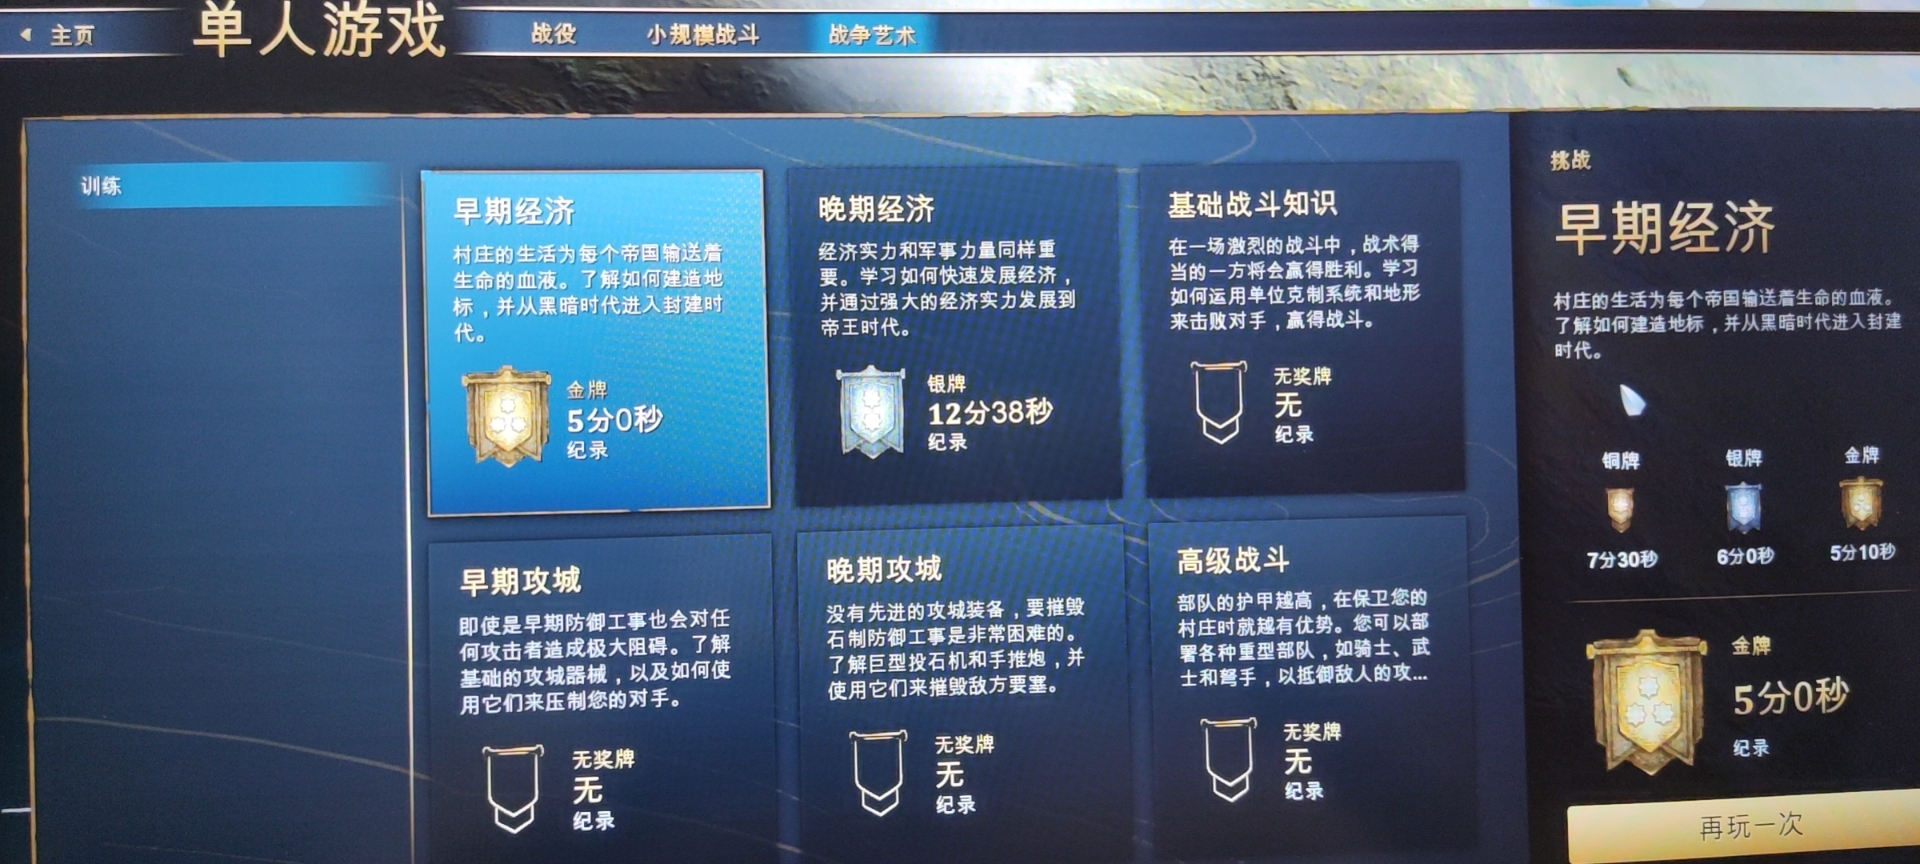 主页
单人游戏
战役
小规模战斗
战争艺术
训练
早期经济
村庄的生活为每个帝国输送着
生命的血液。了解如何建造地
标，并从黑暗时代进入封建时
代。
金牌
5分0秒
纪录
晚期经济
经济实力和军事力量同样重
要。学习如何快速发展经济，
并通过强大的经济实力发展到
帝王时代。
银牌
12分38秒
纪录
基础战斗知识
在一场激烈的战斗中，战术得
当的一方将会赢得胜利。学习
如何运用单位克制系统和地形
来击败对手，赢得战斗。
无奖牌
无
纪录
早期攻城
即使是早期防御工事也会对任
何攻击者造成极大阻碍。了解
基础的攻城器械，以及如何使
用它们来压制您的对手。
无奖牌
无
纪录
晚期攻城
没有先进的攻城装备，要摧毁
石制防御工事是非常困难的。
了解巨型投石机和手推炮，并
使用它们来摧毁敌方要塞。
无奖牌
无
纪录
高级战斗
部队的护甲越高，在保卫您的
村庄时就越有优势。您可以部
署各种重型部队，如骑士、武
士和弩手，以抵御敌人的攻...
无奖牌
无
纪录
挑战
早期经济
村庄的生活为每个帝国输送着生命的血液。
了解如何建造地标，并从黑暗时代进入封建
时代。
铜牌
银牌
金牌
7分30秒
6分0秒
5分10秒
金牌
5分0秒
纪录
再玩一次